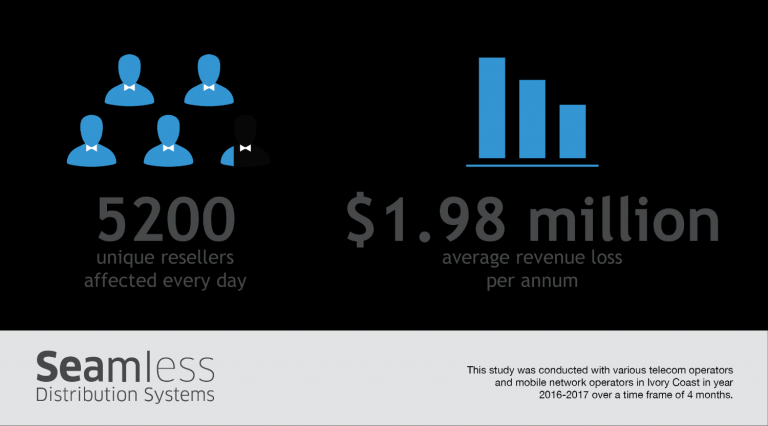 5200
unique resellers
affected every day
$1.98 million
average revenue loss
per annum
Seamless
Distribution Systems
This study was conducted with various telecom operators
and mobile network operators in Ivory Coast in year
2016-2017 over a time frame of 4 months.